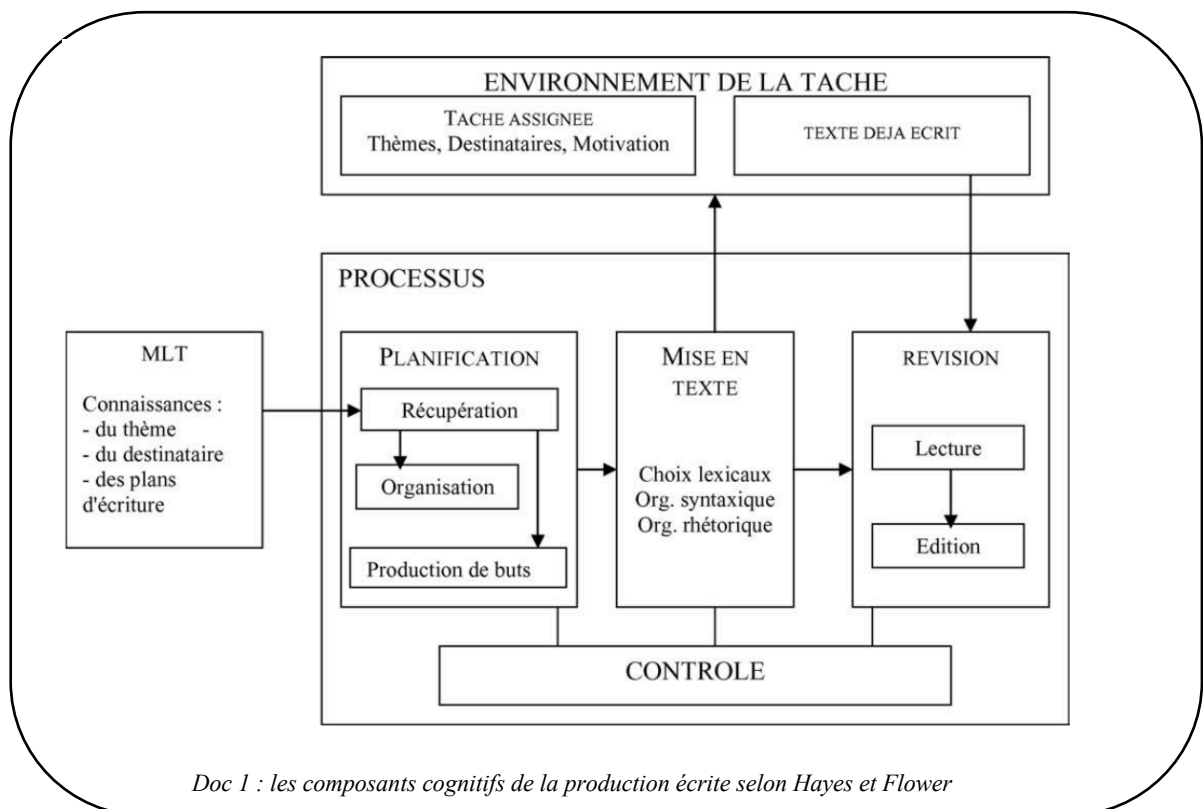 ENVIRONNEMENT DE LA TACHE
TACHE ASSIGNEE
Thèmes, Destinataires, Motivation
TEXTE DEJA ECRIT
PROCESSUS
MLT
Connaissances :
- du thème
- du destinataire
- des plans
d'écriture
PLANIFICATION
Récupération
Organisation
Production de buts
MISE EN
TEXTE
Choix lexicaux
Org. syntaxique
Org. rhétorique
REVISION
Lecture
Edition
CONTROLE
Doc 1 : les composants cognitifs de la production écrite selon Hayes et Flower